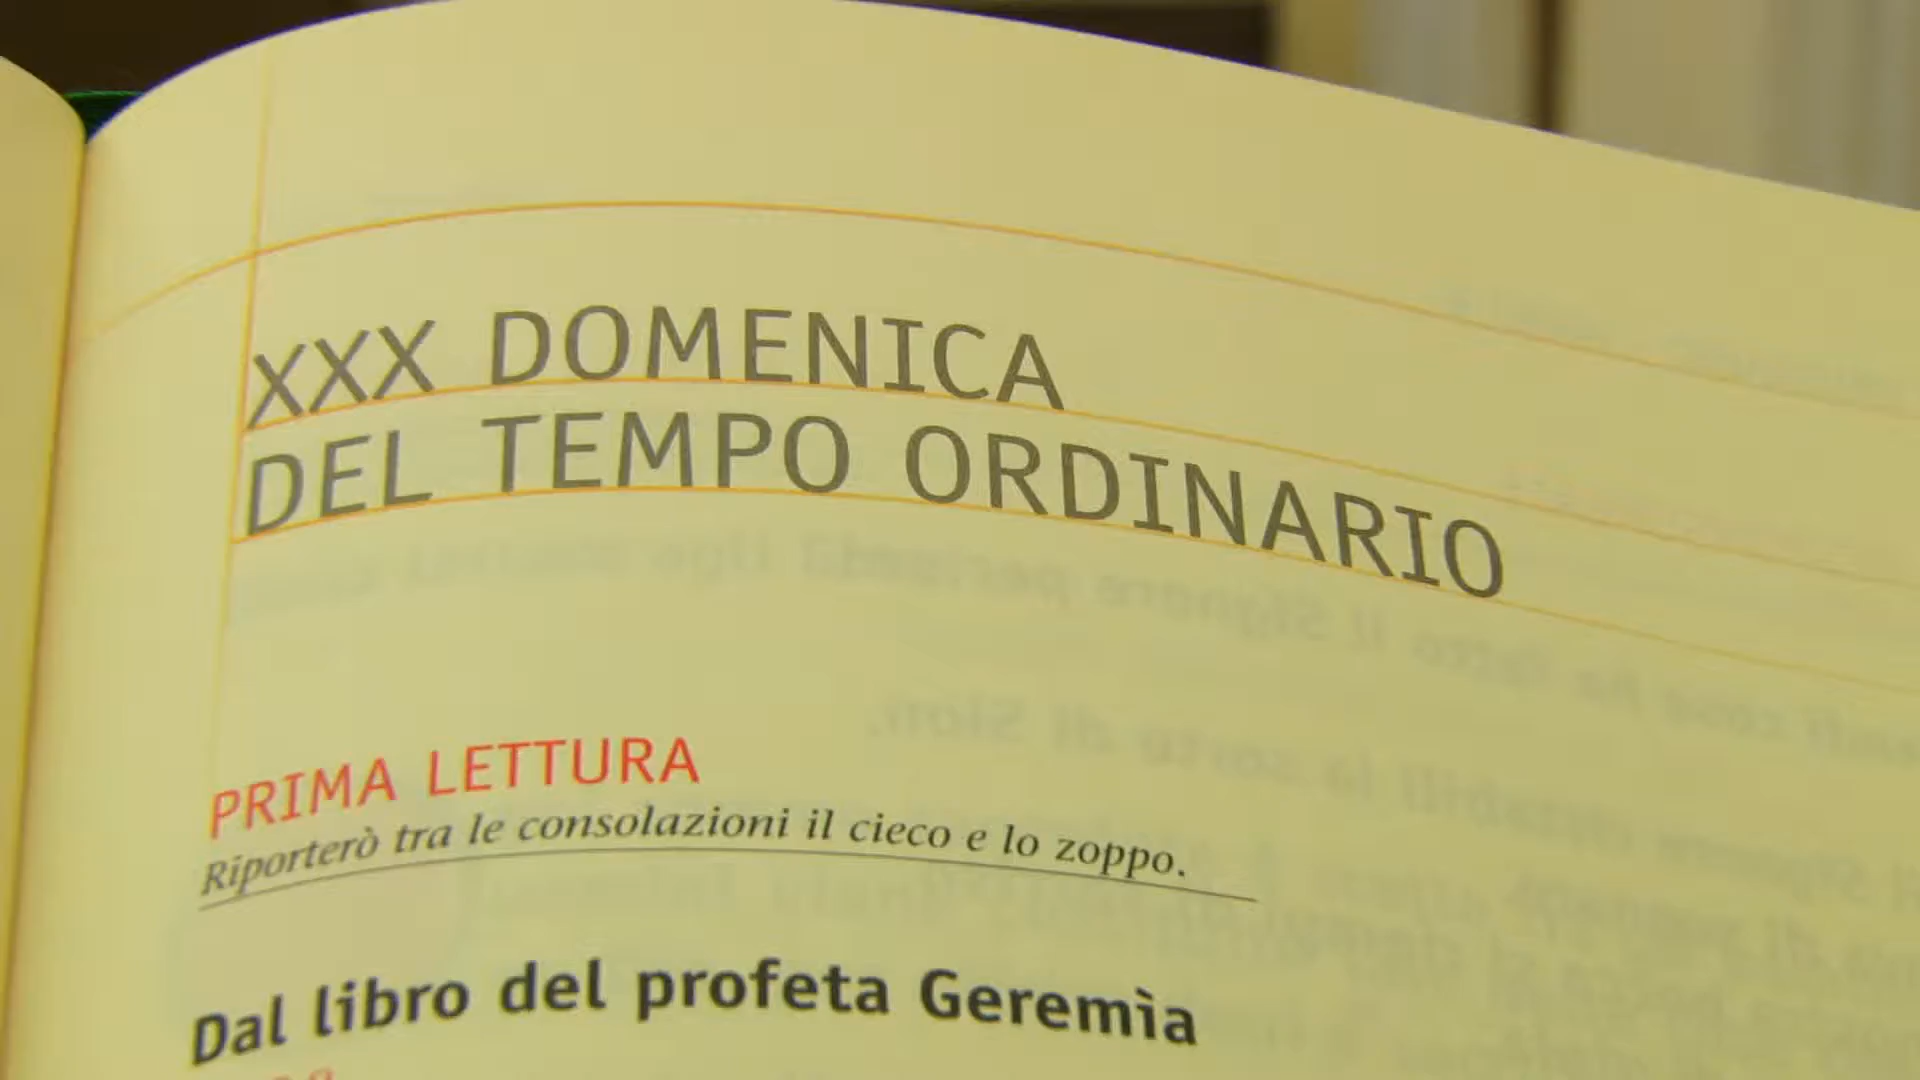 XXX DOMENICA
DEL TEMPO ORDINARIO
PRIMA LETTURA
Riporterò tra le consolazioni il cieco e lo zoppo.
Dal libro del profeta Geremìa